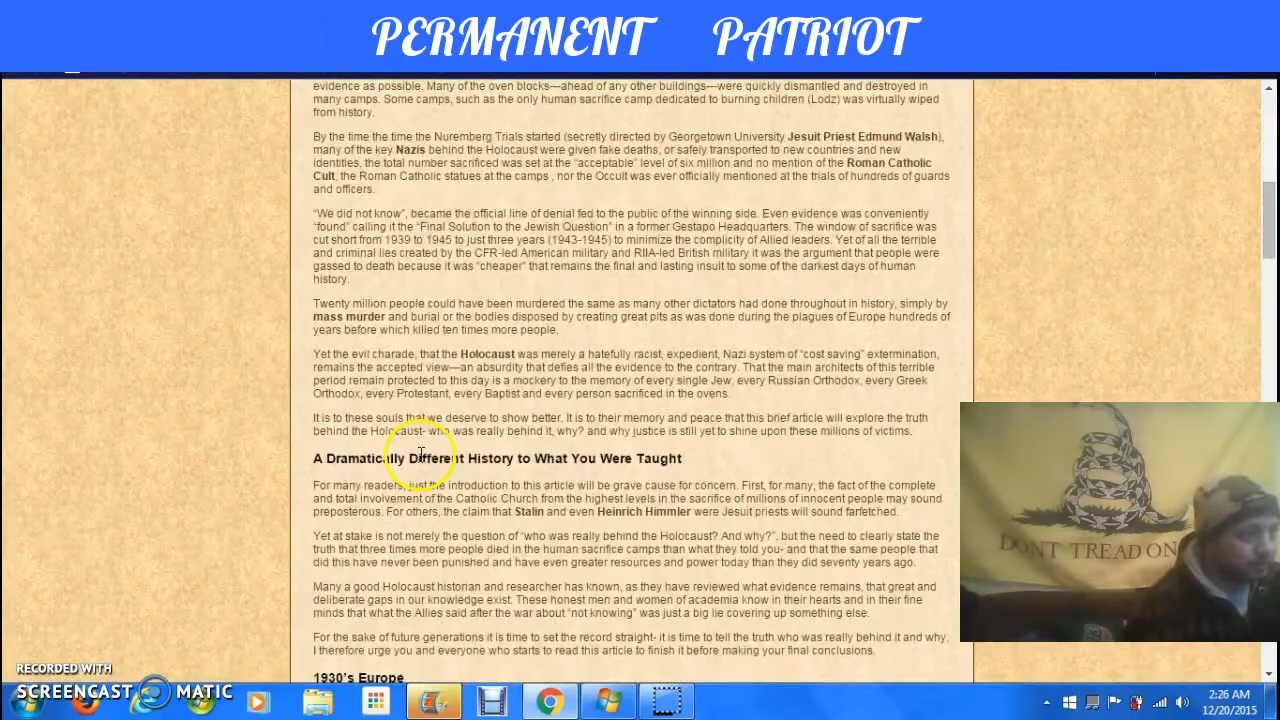 PERMANENT PATRIOT
evidence as possible. Many of the oven blocks—ahead of any other buildings—were quickly dismantled and destroyed in
many camps. Some camps, such as the only human sacrifice camp dedicated to burning children (Lodz) was virtually wiped
from history.
By the time the time the Nuremberg Trials started (secretly directed by Georgetown University Jesuit Priest Edmund Walsh),
many of the key Nazis behind the Holocaust were given fake deaths, or safely transported to new countries and new
identities, the total number sacrificed was set at the “acceptable” level of six million and no mention of the Roman Catholic
Cult, the Roman Catholic statues at the camps , nor the Occult was ever officially mentioned at the trials of hundreds of guards
and officers.
“We did not know”, became the official line of denial fed to the public of the winning side. Even evidence was conveniently
“found” calling it the “Final Solution to the Jewish Question” in a former Gestapo Headquarters. The window of sacrifice was
cut short from 1939 to 1945 to just three years (1943-1945) to minimize the complicity of Allied leaders. Yet of all the terrible
and criminal lies created by the CFR-led American military and RIIA-led British military it was the argument that people were
gassed to death because it was “cheaper” that remains the final and lasting insult to some of the darkest days of human
history.
Twenty million people could have been murdered the same as many other dictators had done throughout in history, simply by
mass murder and burial or the bodies disposed by creating great pits as was done during the plagues of Europe hundreds of
years before which killed ten times more people.
Yet the evil charade, that the Holocaust was merely a hatefully racist, expedient, Nazi system of “cost saving” extermination,
remains the accepted view—an absurdity that defies all the evidence to the contrary. That the main architects of this terrible
period remain protected to this day is a mockery to the memory of every single Jew, every Russian Orthodox, every Greek
Orthodox, every Protestant, every Baptist and every person sacrificed in the ovens.
It is to these souls that we deserve to show better. It is to their memory and peace that this brief article will explore the truth
behind the Holocaust- who was really behind it, why? and why justice is still yet to shine upon these millions of victims.
A Dramatically Different History to What You Were Taught
For many readers, just the introduction to this article will be grave cause for concern. First, for many, the fact of the complete
and total involvement of the Catholic Church from the highest levels in the sacrifice of millions of innocent people may sound
preposterous. For others, the claim that Stalin and even Heinrich Himmler were Jesuit priests will sound farfetched.
Yet at stake is not merely the question of “who was really behind the Holocaust? And why?”, but the need to clearly state the
truth that three times more people died in the human sacrifice camps than what they told you- and that the same people that
did this have never been punished and have even greater resources and power today than they did seventy years ago.
Many a good Holocaust historian and researcher has known, as they have reviewed what evidence remains, that great and
deliberate gaps in our knowledge exist. These honest men and women of academia know in their hearts and in their fine
minds that what the Allies said after the war about “not knowing” was just a big lie covering up something else.
For the sake of future generations it is time to set the record straight- it is time to tell the truth who was really behind it and why.
I therefore urge you and everyone who starts to read this article to finish it before making your final conclusions.
1930’s Europe
DONT TREAD ON
RECORDED WITH
SCREENCAST MATIC
2:26 AM
12/20/2015